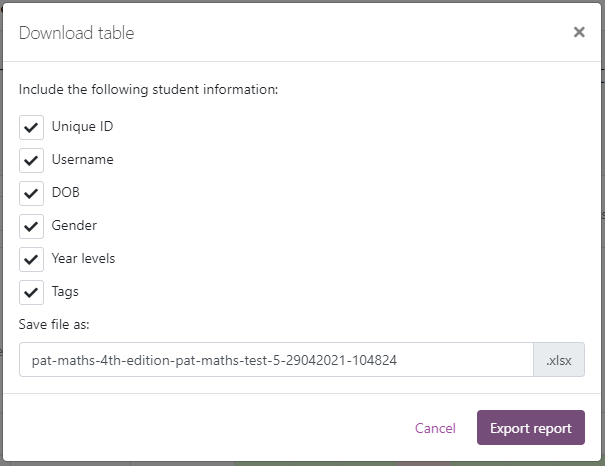 Download table
Include the following student information:
Unique ID
Username
DOB
Gender
Year levels
Tags
Save file as:
pat-maths-4th-edition-pat-maths-test-5-29042021-104824 .xlsx
Cancel Export report